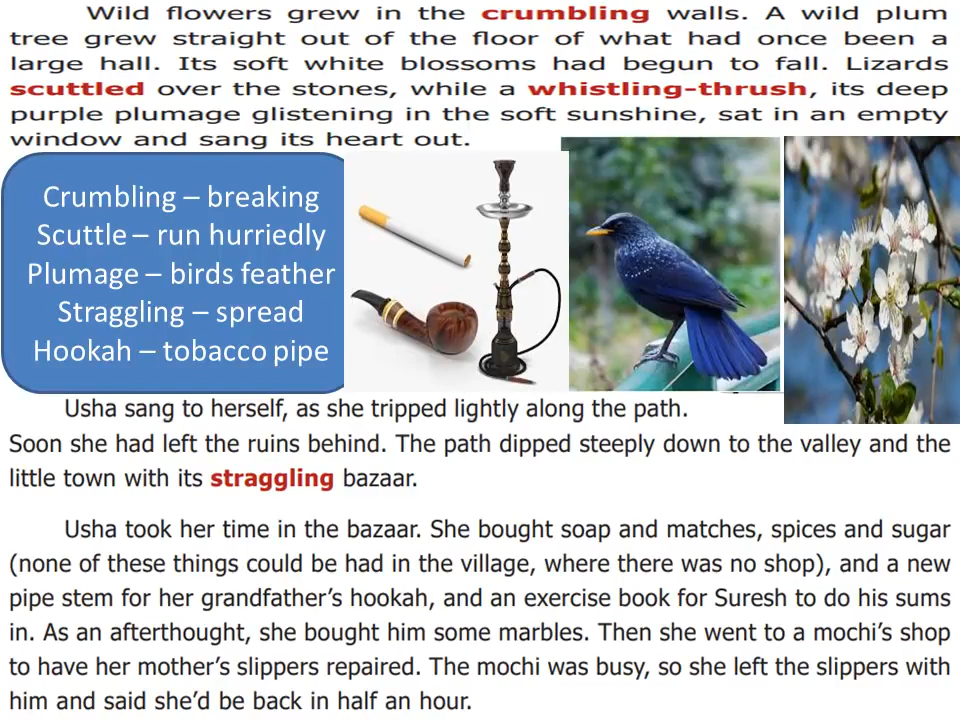 Wild flowers grew in the crumbling walls. A wild plum
tree grew straight out of the floor of what had once been a
large hall. Its soft white blossoms had begun to fall. Lizards
scuttled over the stones, while a whistling-thrush, its deep
purple plumage glistening in the soft sunshine, sat in an empty
window and sang its heart out.
Crumbling – breaking
Scuttle – run hurriedly
Plumage – birds feather
Straggling – spread
Hookah – tobacco pipe
Usha sang to herself, as she tripped lightly along the path.
Soon she had left the ruins behind. The path dipped steeply down to the valley and the
little town with its straggling bazaar.
Usha took her time in the bazaar. She bought soap and matches, spices and sugar
(none of these things could be had in the village, where there was no shop), and a new
pipe stem for her grandfather’s hookah, and an exercise book for Suresh to do his sums
in. As an afterthought, she bought him some marbles. Then she went to a mochi’s shop
to have her mother’s slippers repaired. The mochi was busy, so she left the slippers with
him and said she’d be back in half an hour.